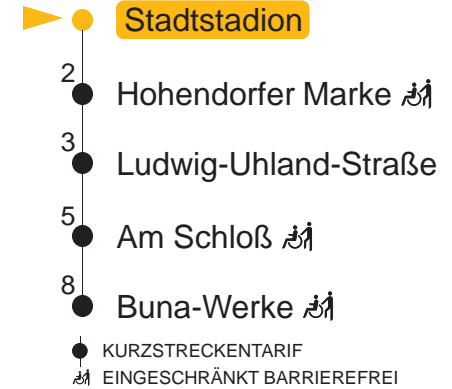 Stadtstadion
2
Hohendorfer Marke
3
Ludwig-Uhland-Straße
5
Am Schloß
8
Buna-Werke
KURZSTRECKENTARIF
EINGESCHRÄNKT BARRIEREFREI